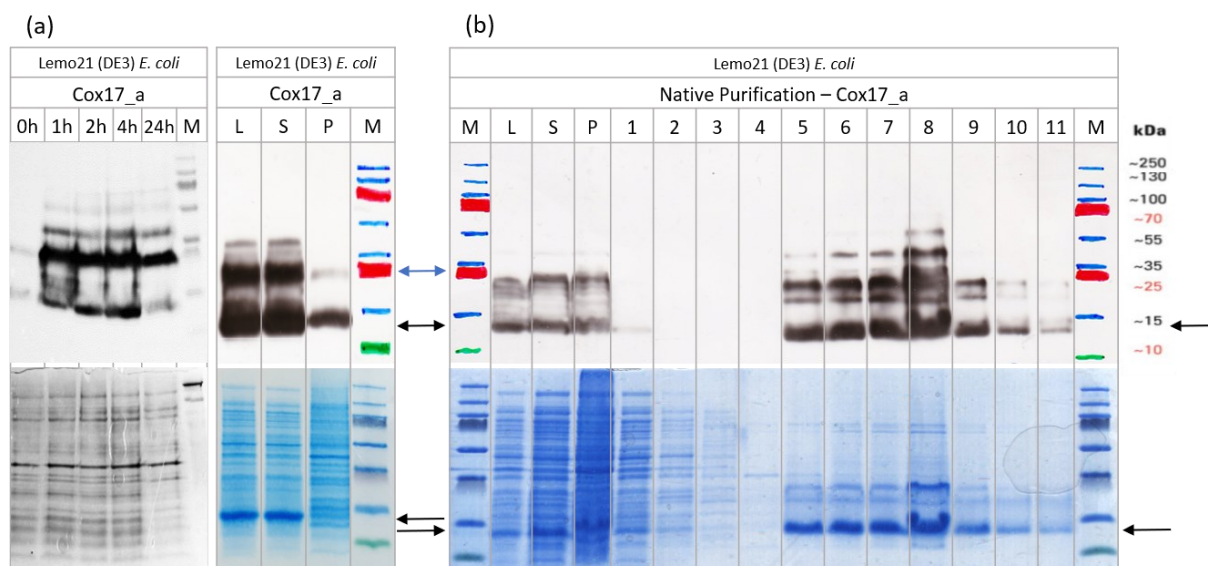 (a)
(b)
Lemo21 (DE3) E. coli
Lemo21 (DE3) E. coli
Lemo21 (DE3) E. coli
Cox17_a
Cox17_a
Native Purification – Cox17_a
0h 1h 2h 4h 24h M
L S P M
M L S P 1 2 3 4 5 6 7 8 9 10 11 M
kDa
~250
~130
~100
~70
~55
~35
~25
~15
~10